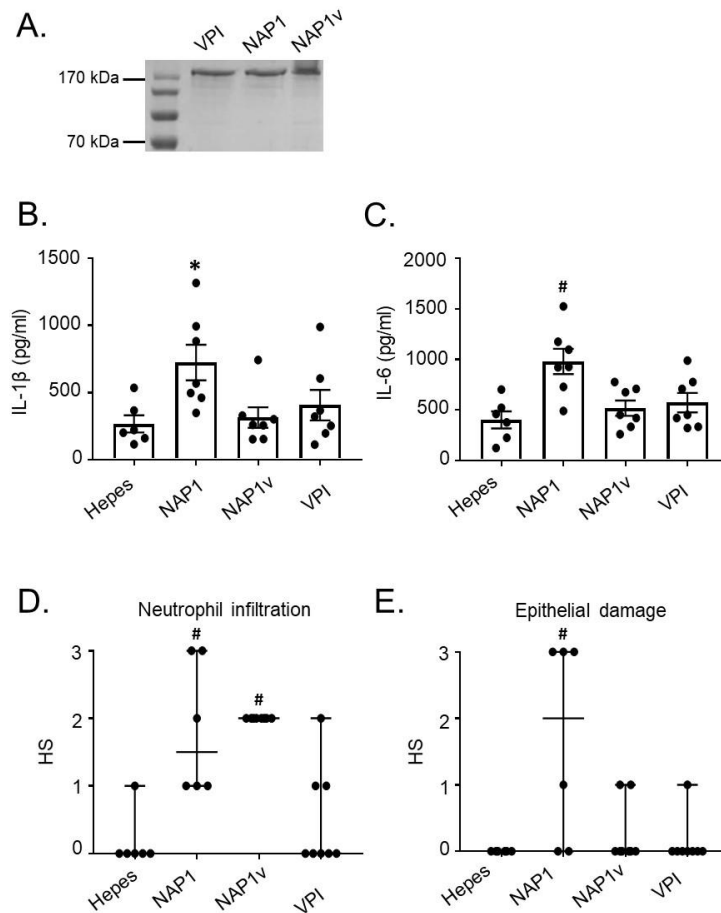 A.
VPI NAP1 NAP1v
170 kDa
70 kDa
B.
IL-1β (pg/ml)
1500
1000
500
0
*
Hepes NAP1 NAP1v VPI
C.
IL-6 (pg/ml)
2000
1500
1000
500
0
#
Hepes NAP1 NAP1v VPI
D.
Neutrophil infiltration
HS
3
2
1
0
#
#
Hepes NAP1 NAP1v VPI
E.
Epithelial damage
HS
3
2
1
0
#
Hepes NAP1 NAP1v VPI